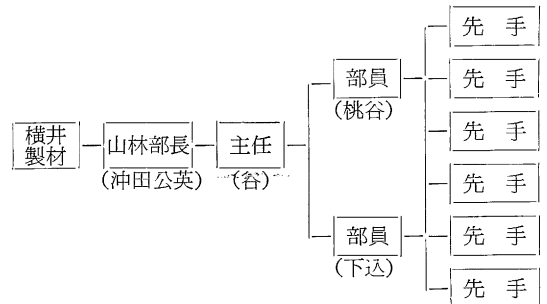 横井
製材
山林部長
(沖田公英)
主任
(谷)
部員
(桃谷)
部員
(下込)
先 手
先 手
先 手
先 手
先 手
先 手